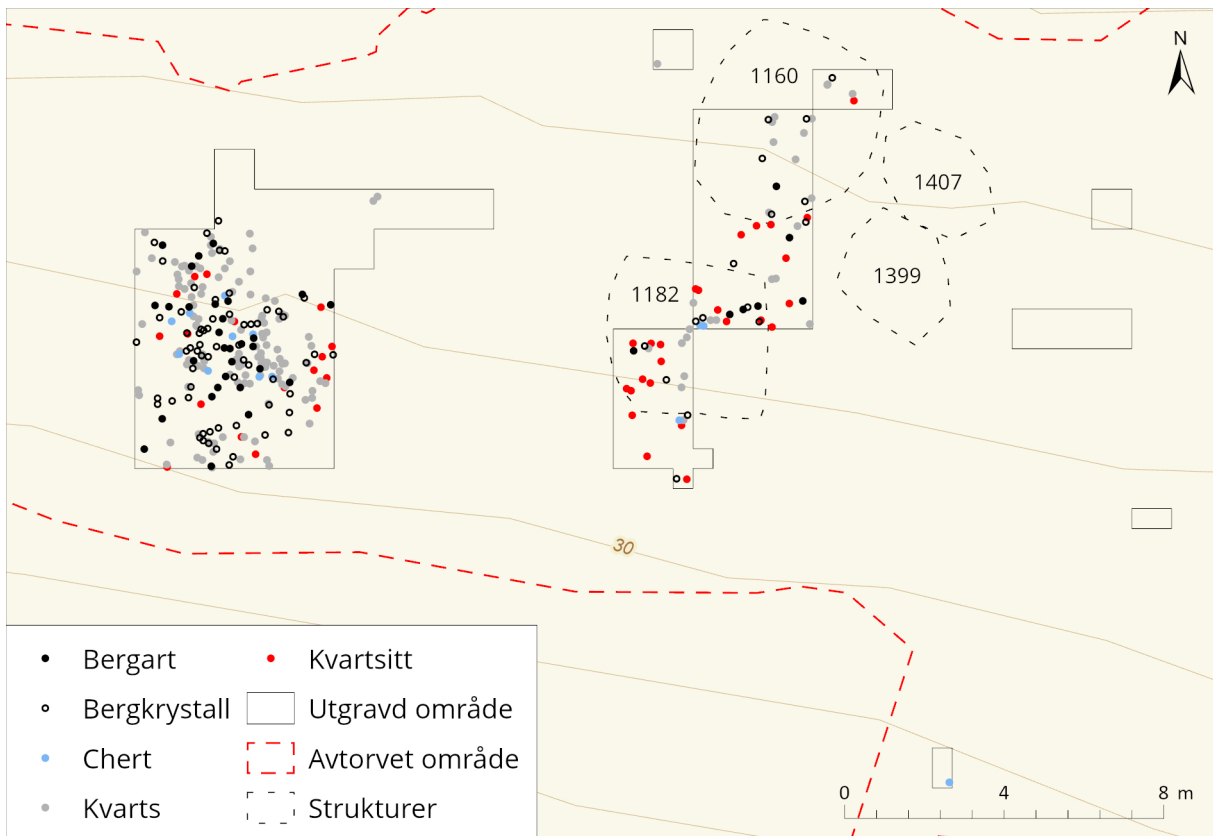 N
1160
1407
1399
1182
30
Bergart
Kvartsitt
Bergkrystall
Utgravd område
Chert
Avtorvet område
Kvarts
Strukturer
0 4 8 m